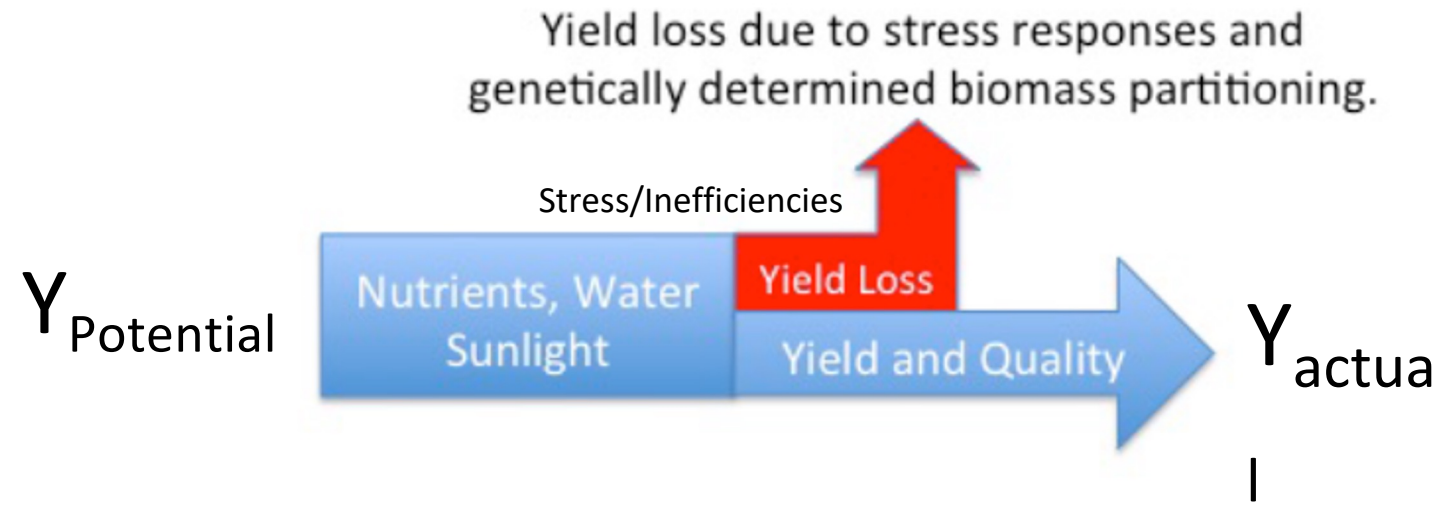 Yield loss due to stress responses and
genetically determined biomass partitioning.
Stress/Inefficiencies
Y Potential
Nutrients, Water
Sunlight
Yield Loss
Yield and Quality
Y actua
l